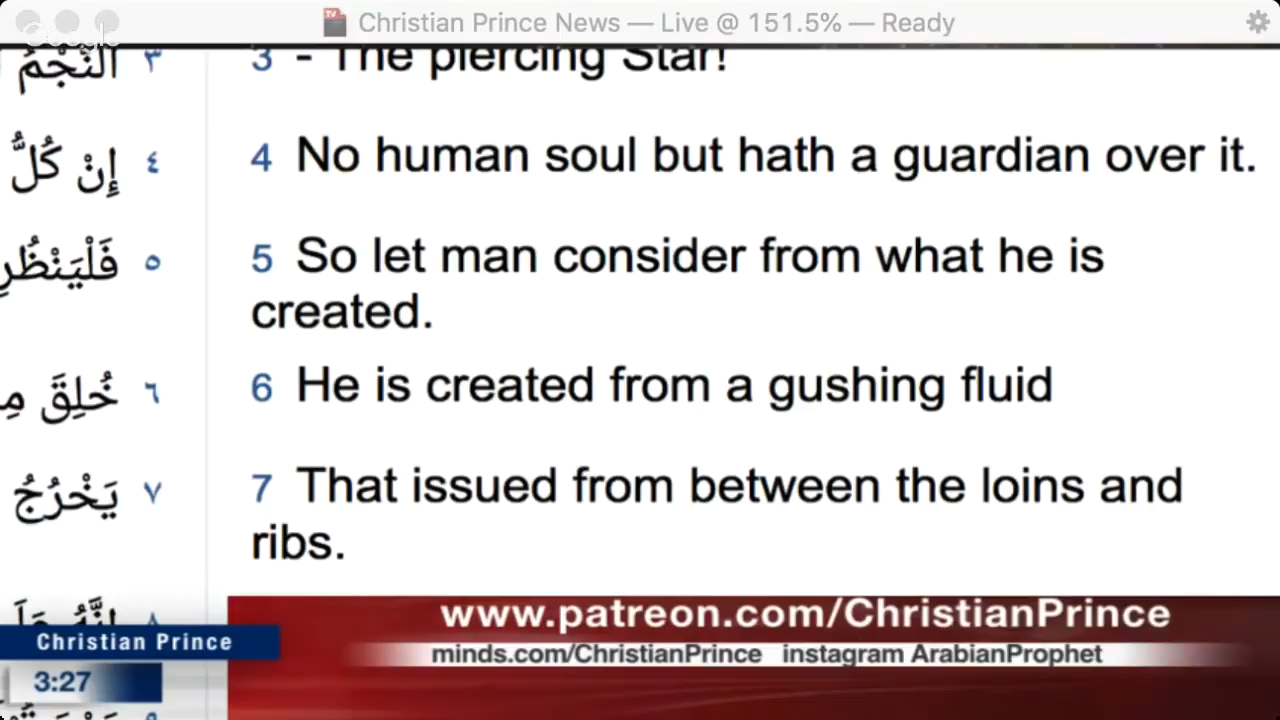 Christian Prince News — Live @ 151.5% — Ready
Google
النَّجْمُ ٣
3 - The piercing Star!
إِنْ كُلُّ ٤
4 No human soul but hath a guardian over it.
فَلْيَنْظُرِ ٥
5 So let man consider from what he is
created.
خُلِقَ ٦
6 He is created from a gushing fluid
يَخْرُجُ ٧
7 That issued from between the loins and
ribs.
إِنَّهُ ٨
www.patreon.com/ChristianPrince
Christian Prince
minds.com/ChristianPrince instagram ArabianProphet
3:27